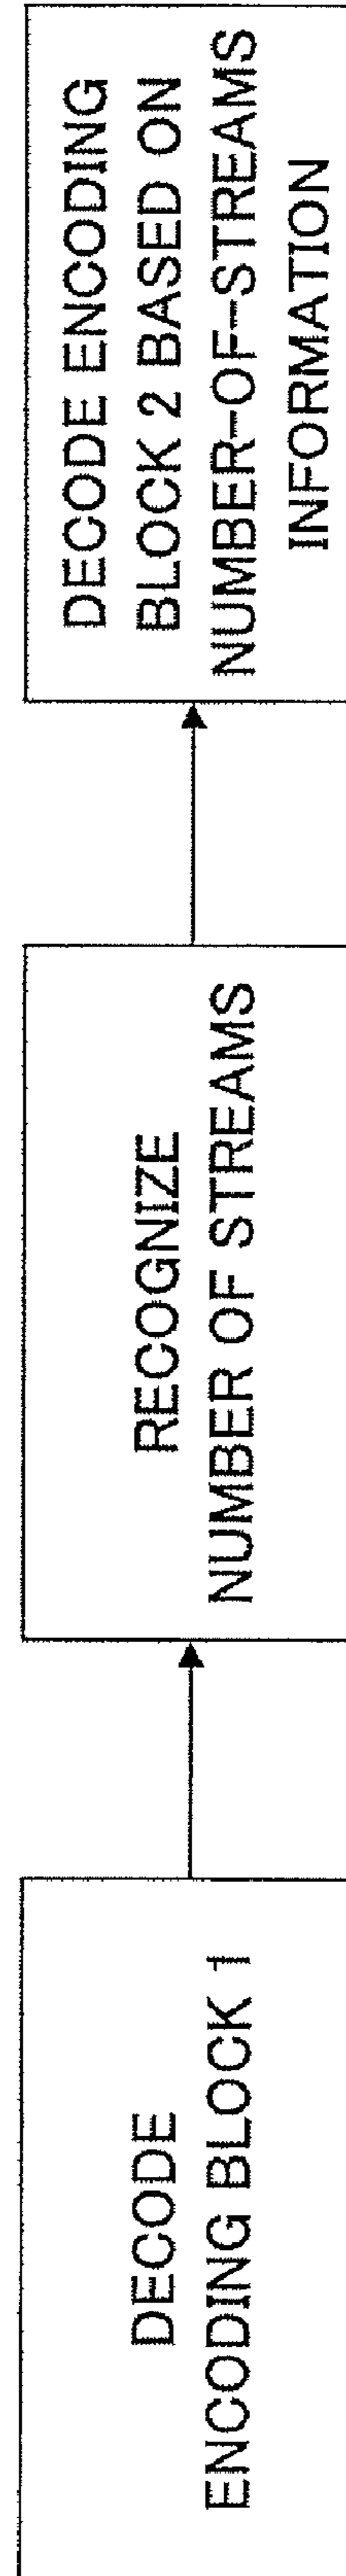 DECODE
ENCODING BLOCK 1
RECOGNIZE
NUMBER OF STREAMS
DECODE ENCODING
BLOCK 2 BASED ON
NUMBER-OF-STREAMS
INFORMATION